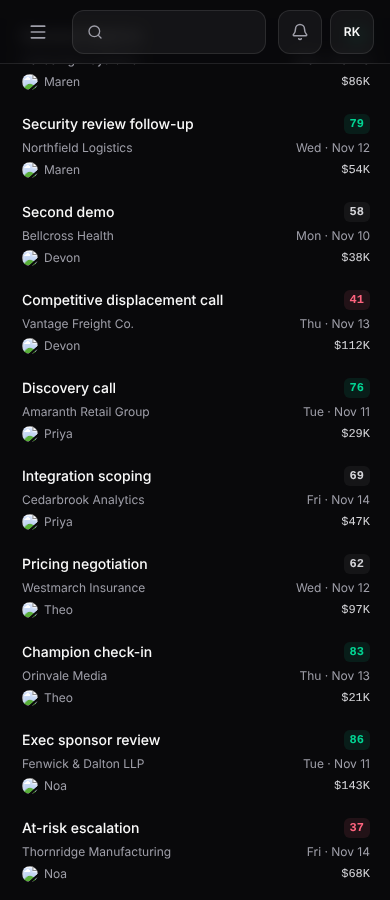 RK
Maren
$86K
Security review follow-up
79
Northfield Logistics
Wed · Nov 12
Maren
$54K
Second demo
58
Bellcross Health
Mon · Nov 10
Devon
$38K
Competitive displacement call
41
Vantage Freight Co.
Thu · Nov 13
Devon
$112K
Discovery call
76
Amaranth Retail Group
Tue · Nov 11
Priya
$29K
Integration scoping
69
Cedarbrook Analytics
Fri · Nov 14
Priya
$47K
Pricing negotiation
62
Westmarch Insurance
Wed · Nov 12
Theo
$97K
Champion check-in
83
Orinvale Media
Thu · Nov 13
Theo
$21K
Exec sponsor review
86
Fenwick & Dalton LLP
Tue · Nov 11
Noa
$143K
At-risk escalation
37
Thornridge Manufacturing
Fri · Nov 14
Noa
$68K